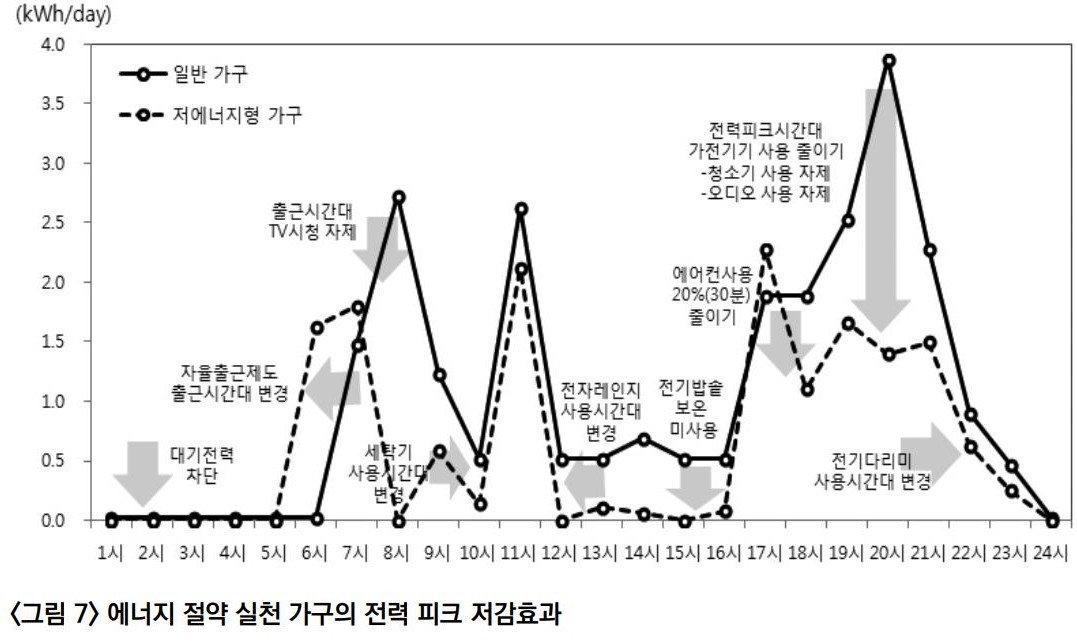 (kWh/day)
4.0
3.5
3.0
2.5
2.0
1.5
1.0
0.5
0.0
일반 가구
저에너지형 가구
출근시간대
TV시청 자제
자율출근제도
출근시간대 변경
대기전력
차단
세탁기
사용시간대
변경
전자레인지
사용시간대
변경
전기밥솥
보온
미사용
에어컨사용
20%(30분)
줄이기
전력피크시간대
가전기기 사용 줄이기
-청소기 사용 자제
-오디오 사용 자제
전기다리미
사용시간대 변경
1시 2시 3시 4시 5시 6시 7시 8시 9시 10시 11시 12시 13시 14시 15시 16시 17시 18시 19시 20시 21시 22시 23시 24시
<그림 7> 에너지 절약 실천 가구의 전력 피크 저감효과